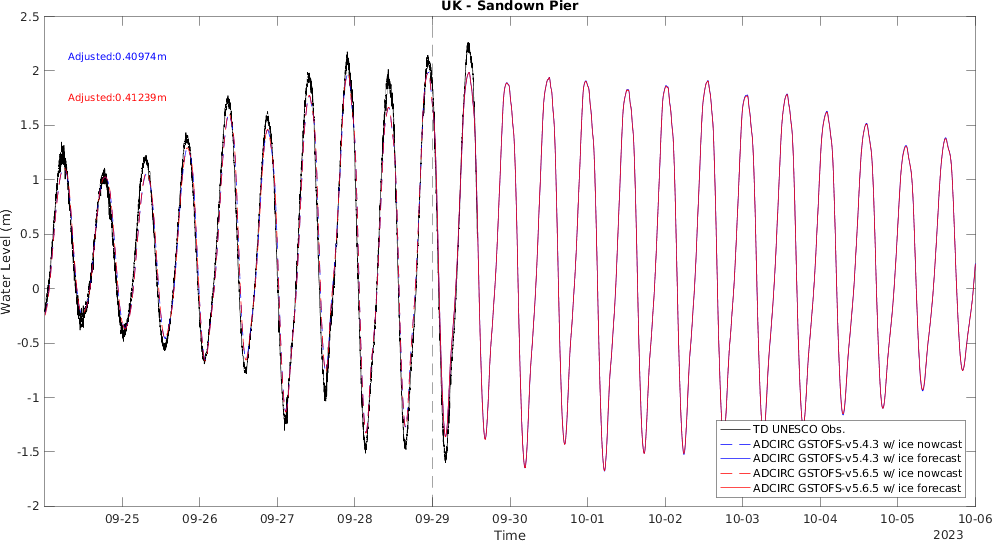 UK - Sandown Pier
2.5
2
1.5
1
0.5
0
-0.5
-1
-1.5
-2
Water Level (m)
Adjusted:0.40974m
Adjusted:0.41239m
TD UNESCO Obs.
ADCIRC GSTOFS-v5.4.3 w/ ice nowcast
ADCIRC GSTOFS-v5.4.3 w/ ice forecast
ADCIRC GSTOFS-v5.6.5 w/ ice nowcast
ADCIRC GSTOFS-v5.6.5 w/ ice forecast
09-25 09-26 09-27 09-28 09-29 09-30 10-01 10-02 10-03 10-04 10-05 10-06
Time
2023